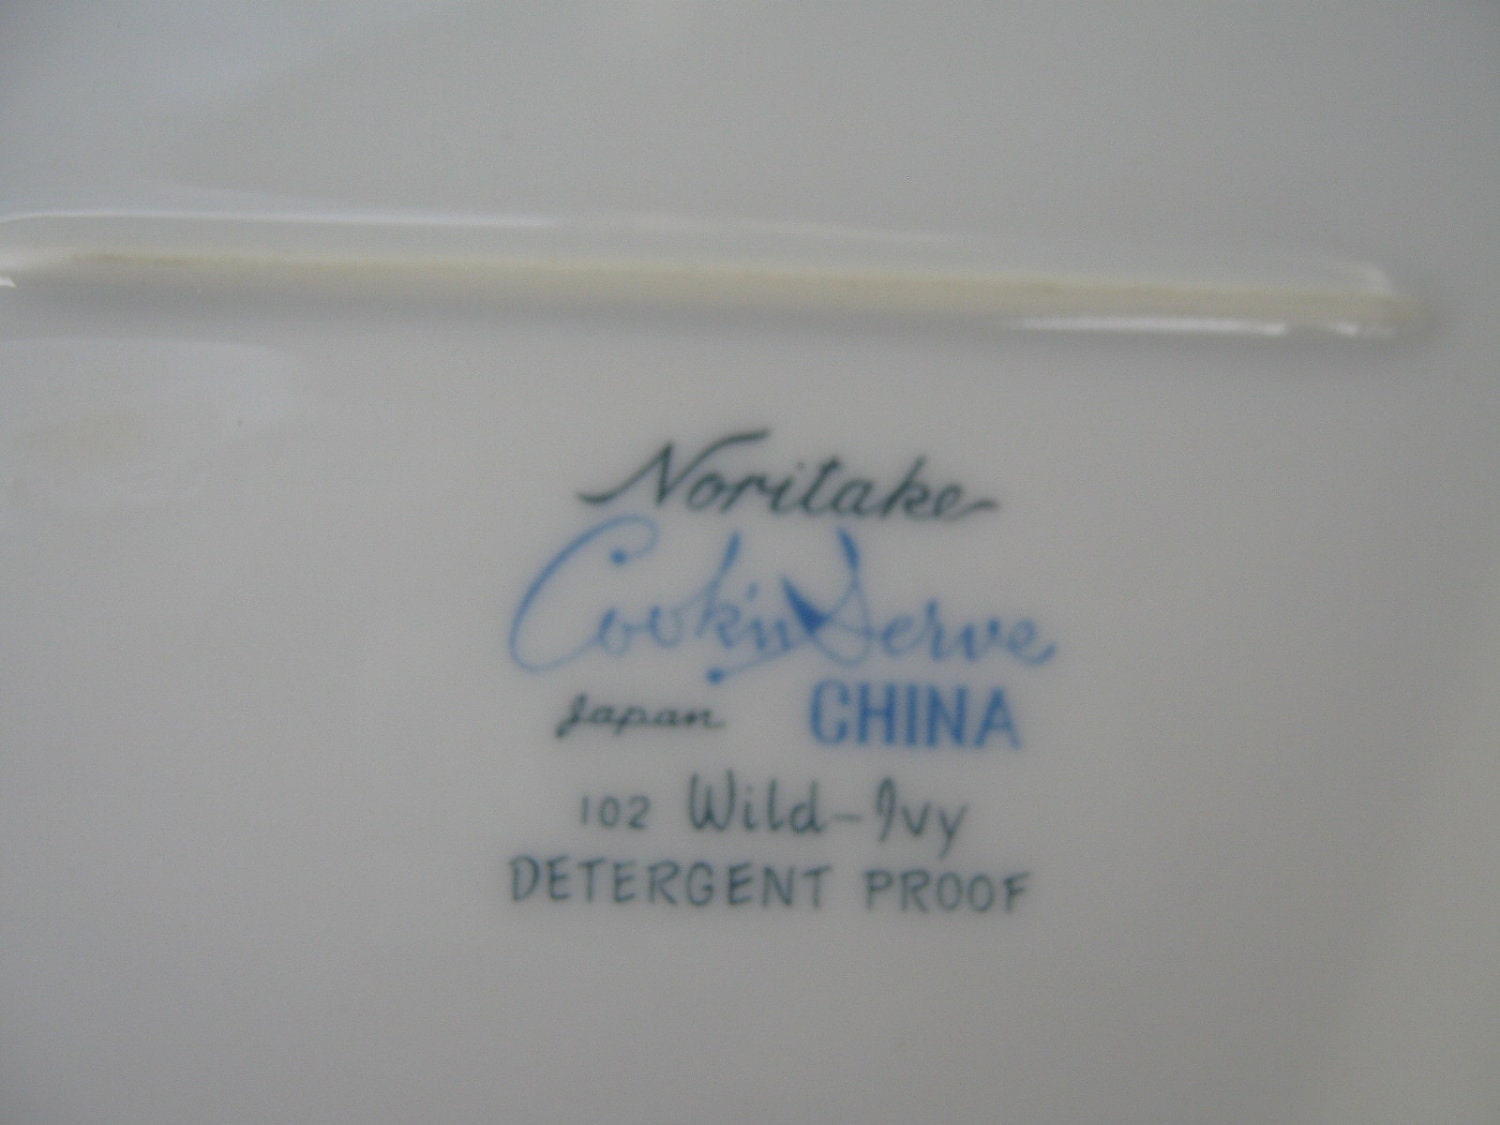 Noritake
Cook'n Serve
Japan CHINA
102 Wild-Ivy
DETERGENT PROOF